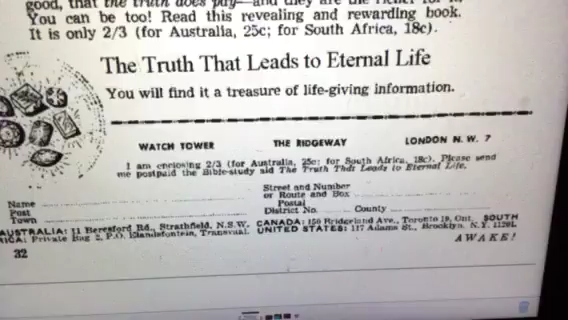 good, that the truth does pay—and they are the richer for it.
You can be too! Read this revealing and rewarding book.
It is only 2/3 (for Australia, 25c; for South Africa, 18c).
The Truth That Leads to Eternal Life
You will find it a treasure of life-giving information.
WATCH TOWER THE RIDGEWAY LONDON N. W. 7
I am enclosing 2/3 (for Australia, 25c; for South Africa, 18c). Please send
me postpaid the Bible-study aid The Truth That Leads to Eternal Life.
Name
Street and Number
or Route and Box
Post
Town
Postal
District No. County
AUSTRALIA: 11 Beresford Rd., Strathfield, N.S.W. CANADA: 150 Bridgeland Ave., Toronto 19, Ont. SOUTH
RICA: Private Bag 2, P.O. Elandsfontein, Transvaal. UNITED STATES: 117 Adams St., Brooklyn, N.Y. 11201.
32
AWAKE!